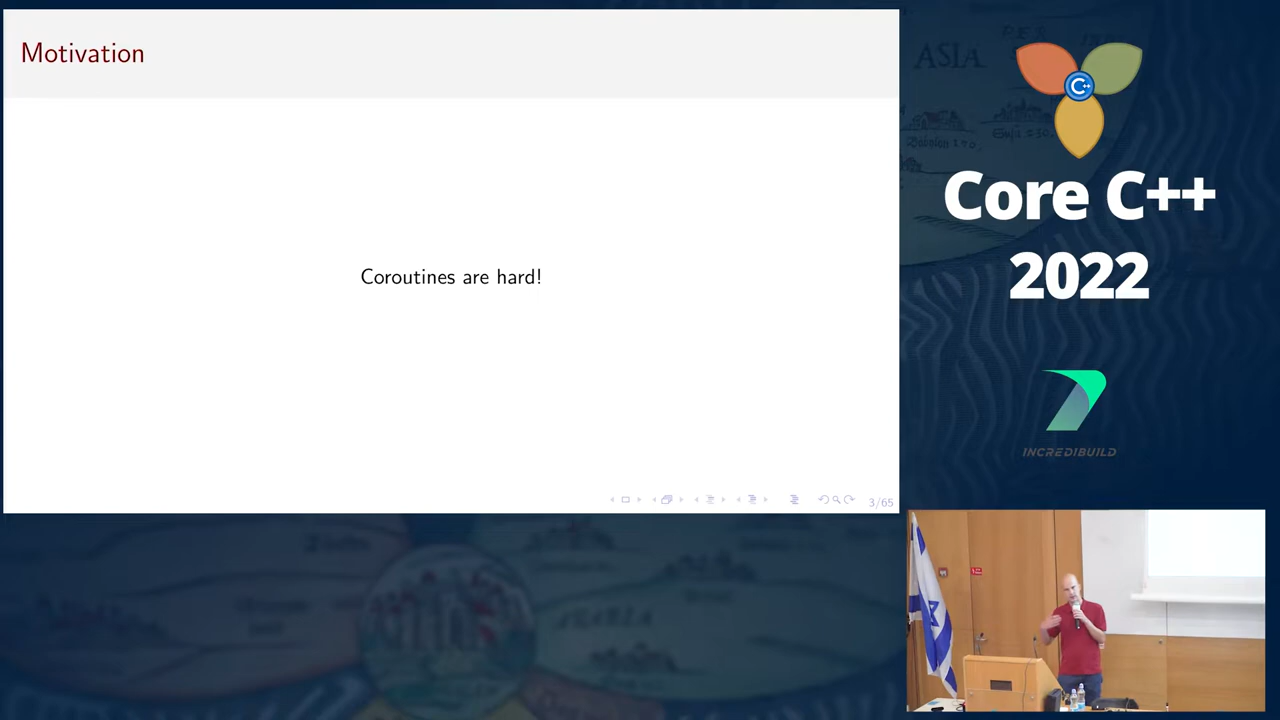 Motivation
Coroutines are hard!
3/65
ASIA
C++
Core C++
2022
INCREDIBUILD